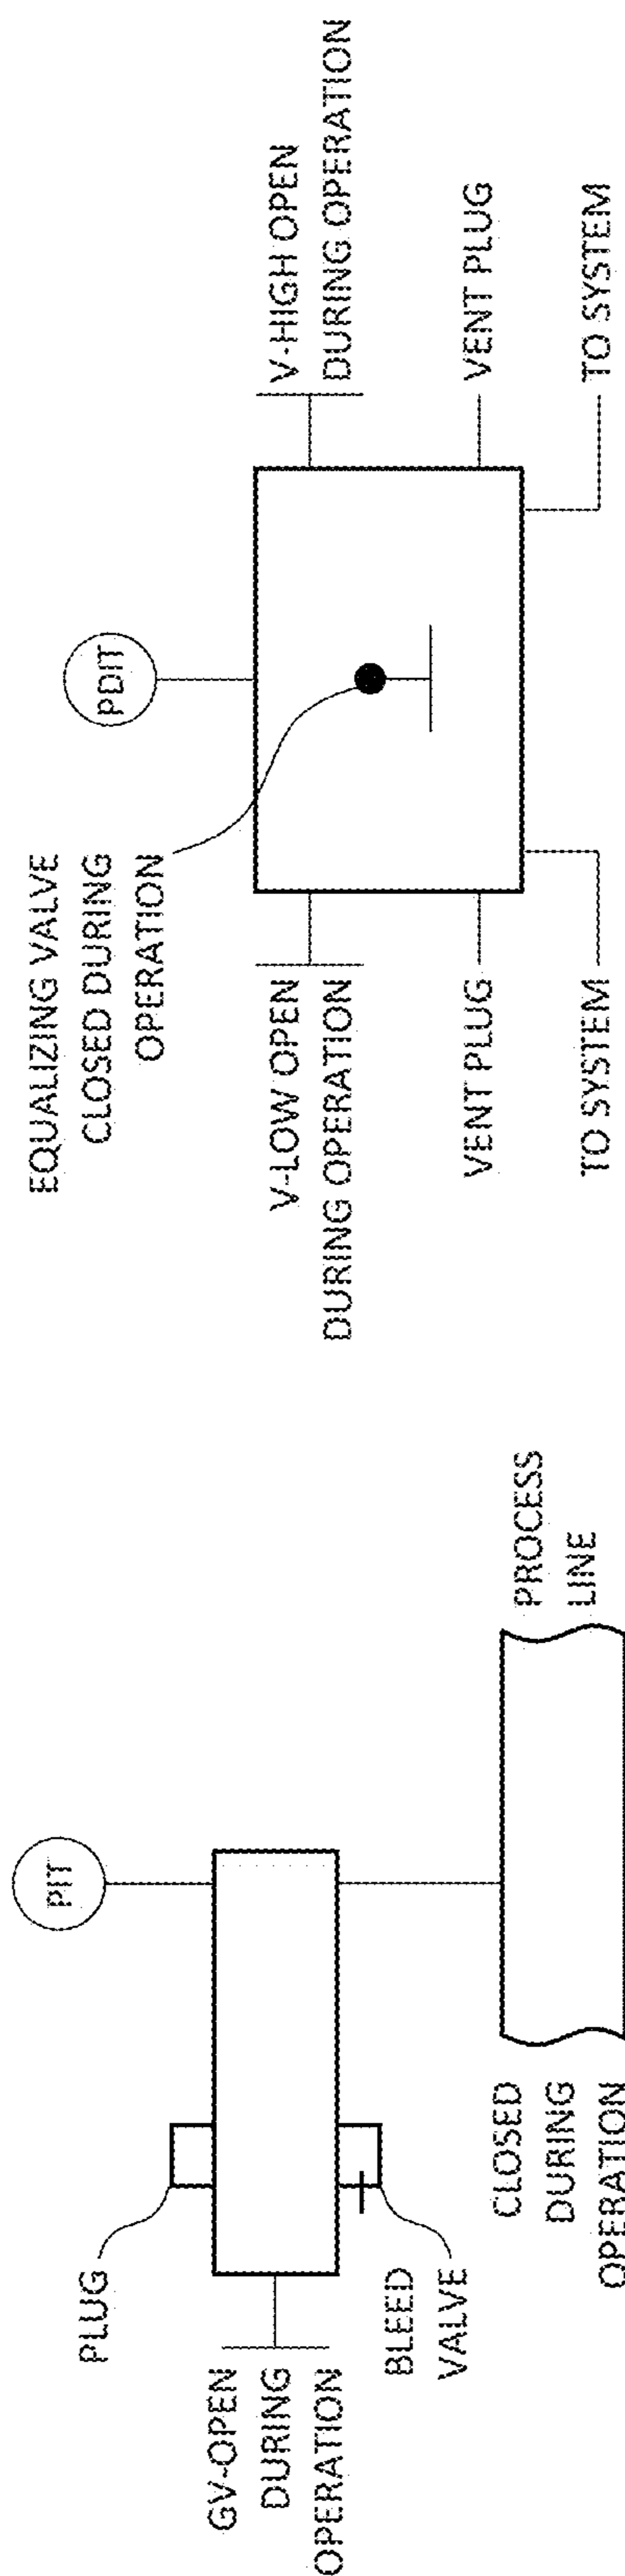 PIT
PLUG
GV-OPEN
DURING
OPERATION
BLEED
VALVE
CLOSED
DURING
OPERATION
PROCESS
LINE
EQUALIZING VALVE
CLOSED DURING
OPERATION
PDIT
V-LOW OPEN
DURING OPERATION
VENT PLUG
TO SYSTEM
V-HIGH OPEN
DURING OPERATION
VENT PLUG
TO SYSTEM